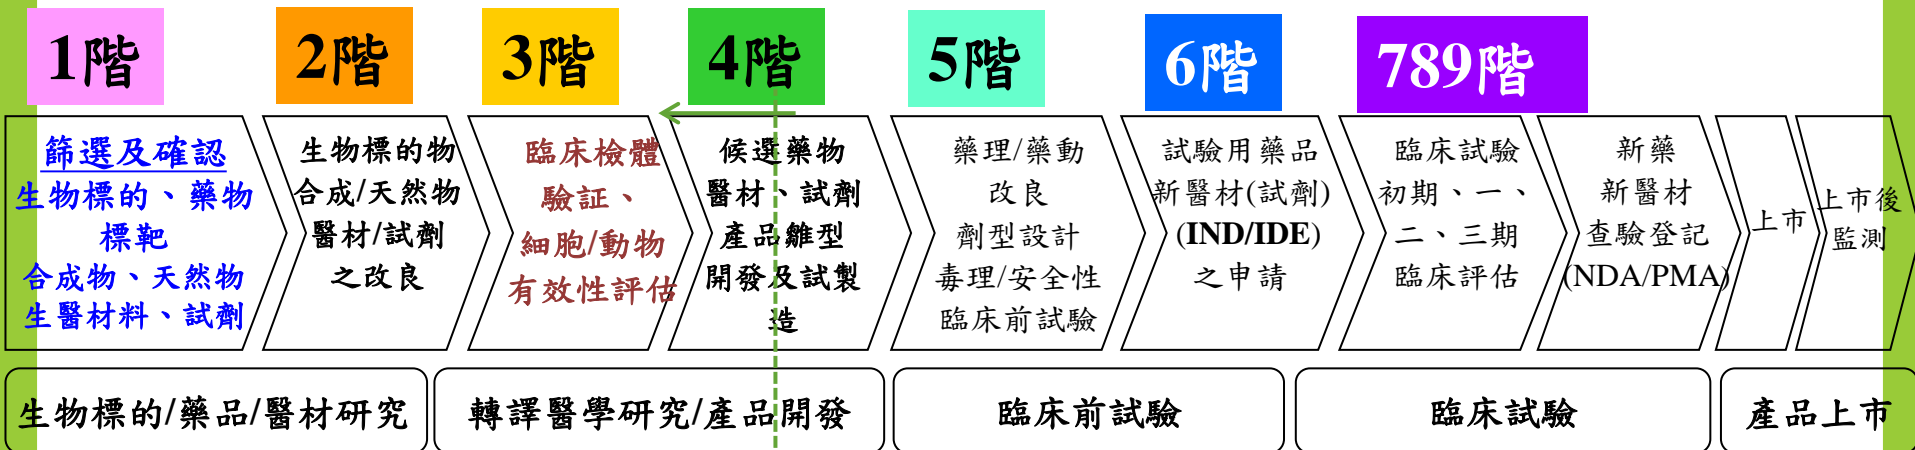 1階
2階
3階
4階
5階
6階
789階
篩選及確認
生物標的、藥物
標靶
合成物、天然物
生醫材料、試劑
生物標的物
合成/天然物
醫材/試劑
之改良
臨床檢體
驗証、
細胞/動物
有效性評估
候選藥物
醫材、試劑
產品雛型
開發及試製
造
藥理/藥動
改良
劑型設計
毒理/安全性
臨床前試驗
試驗用藥品
新醫材(試劑)
(IND/IDE)
之申請
臨床試驗
初期、一、
二、三期
臨床評估
新藥
新醫材
查驗登記
(NDA/PMA)
上市
上市後
監測
生物標的/藥品/醫材研究
轉譯醫學研究/產品開發
臨床前試驗
臨床試驗
產品上市